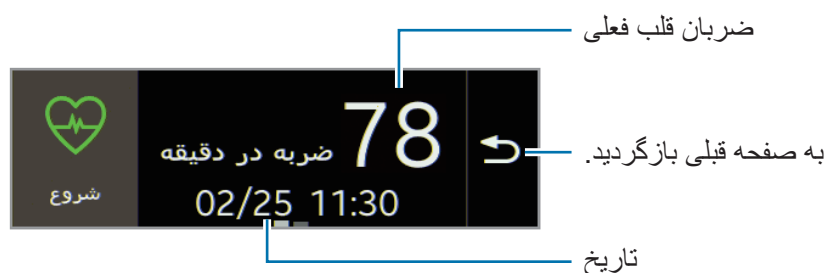 ضربان قلب فعلی
78 ضربه در دقیقه
به صفحه قبلی بازگردید.
شروع
02/25 11:30
تاریخ